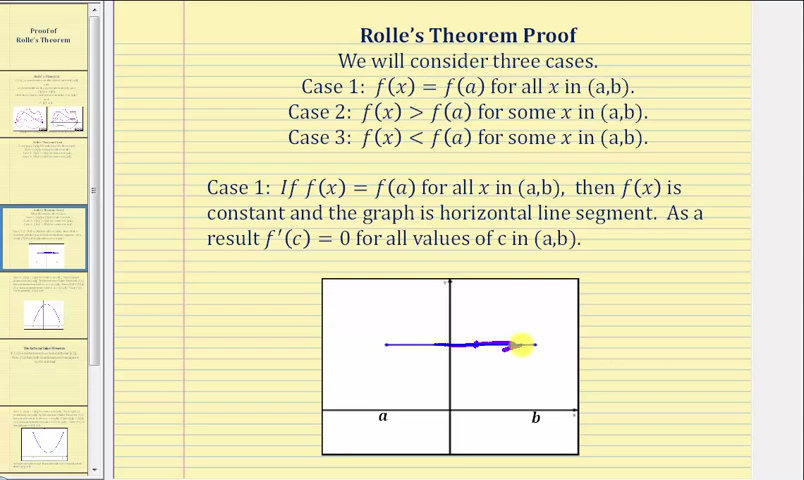 Proof of
Rolle's Theorem
Rolle's Theorem Proof
We will consider three cases.
Case 1: f(x) = f(a) for all x in (a,b).
Case 2: f(x) > f(a) for some x in (a,b).
Case 3: f(x) < f(a) for some x in (a,b).
Case 1: If f(x) = f(a) for all x in (a,b), then f(x) is
constant and the graph is horizontal line segment. As a
result f′(c) = 0 for all values of c in (a,b).
a
b